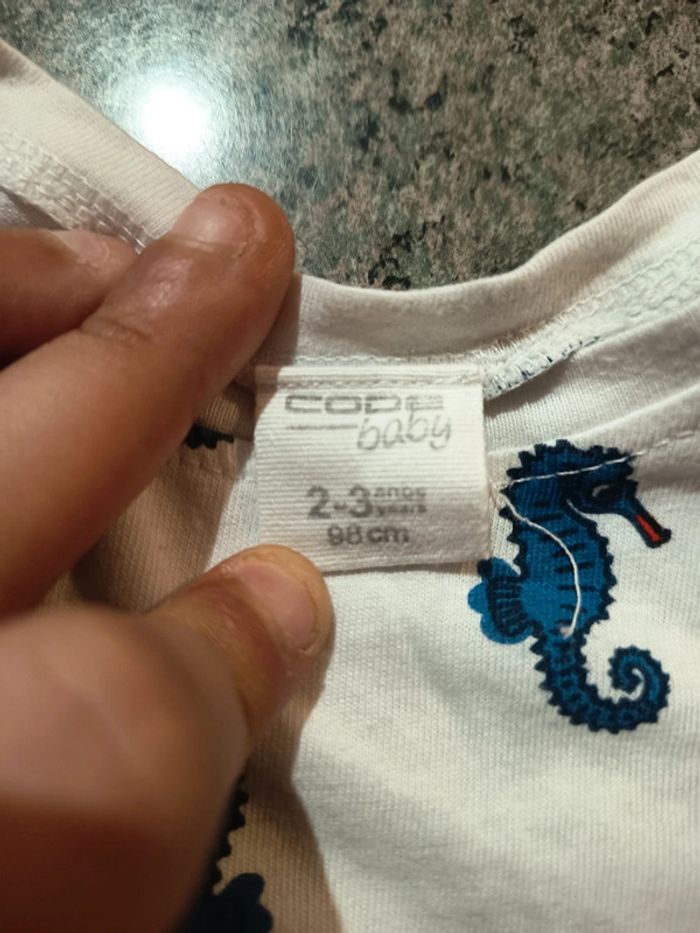 CODE
baby
2-3 anos
years
98 cm